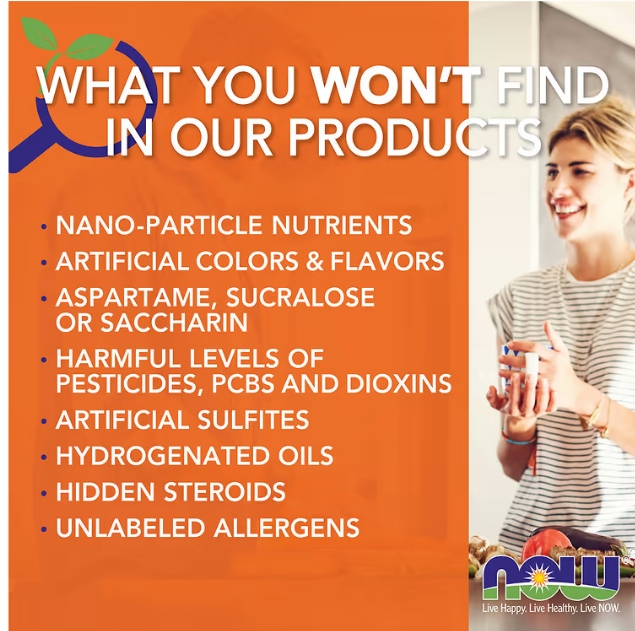 WHAT YOU WON'T FIND
IN OUR PRODUCTS
• NANO-PARTICLE NUTRIENTS
• ARTIFICIAL COLORS & FLAVORS
• ASPARTAME, SUCRALOSE
OR SACCHARIN
• HARMFUL LEVELS OF
PESTICIDES, PCBS AND DIOXINS
• ARTIFICIAL SULFITES
• HYDROGENATED OILS
• HIDDEN STEROIDS
• UNLABELED ALLERGENS
now®
Live Happy. Live Healthy. Live NOW.